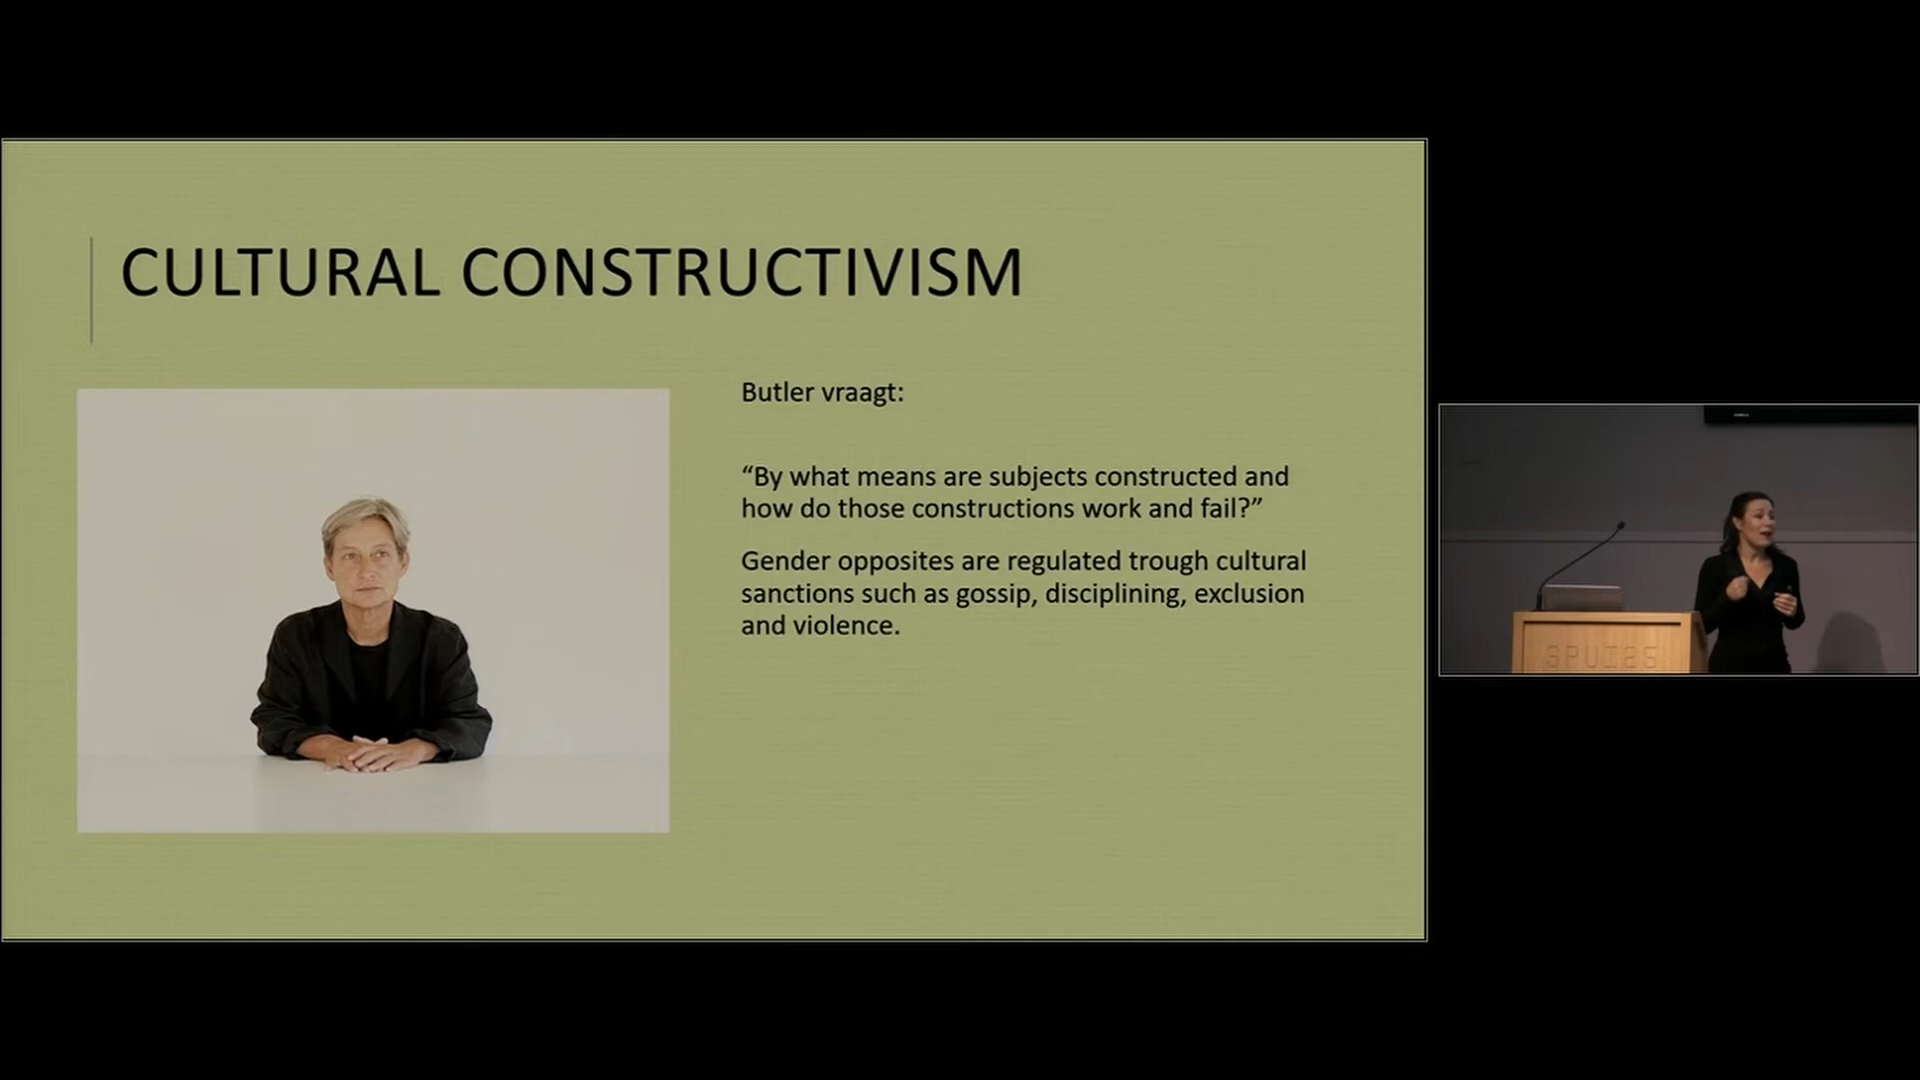 CULTURAL CONSTRUCTIVISM
Butler vraagt:
“By what means are subjects constructed and
how do those constructions work and fail?”
Gender opposites are regulated trough cultural
sanctions such as gossip, disciplining, exclusion
and violence.
SPUI25